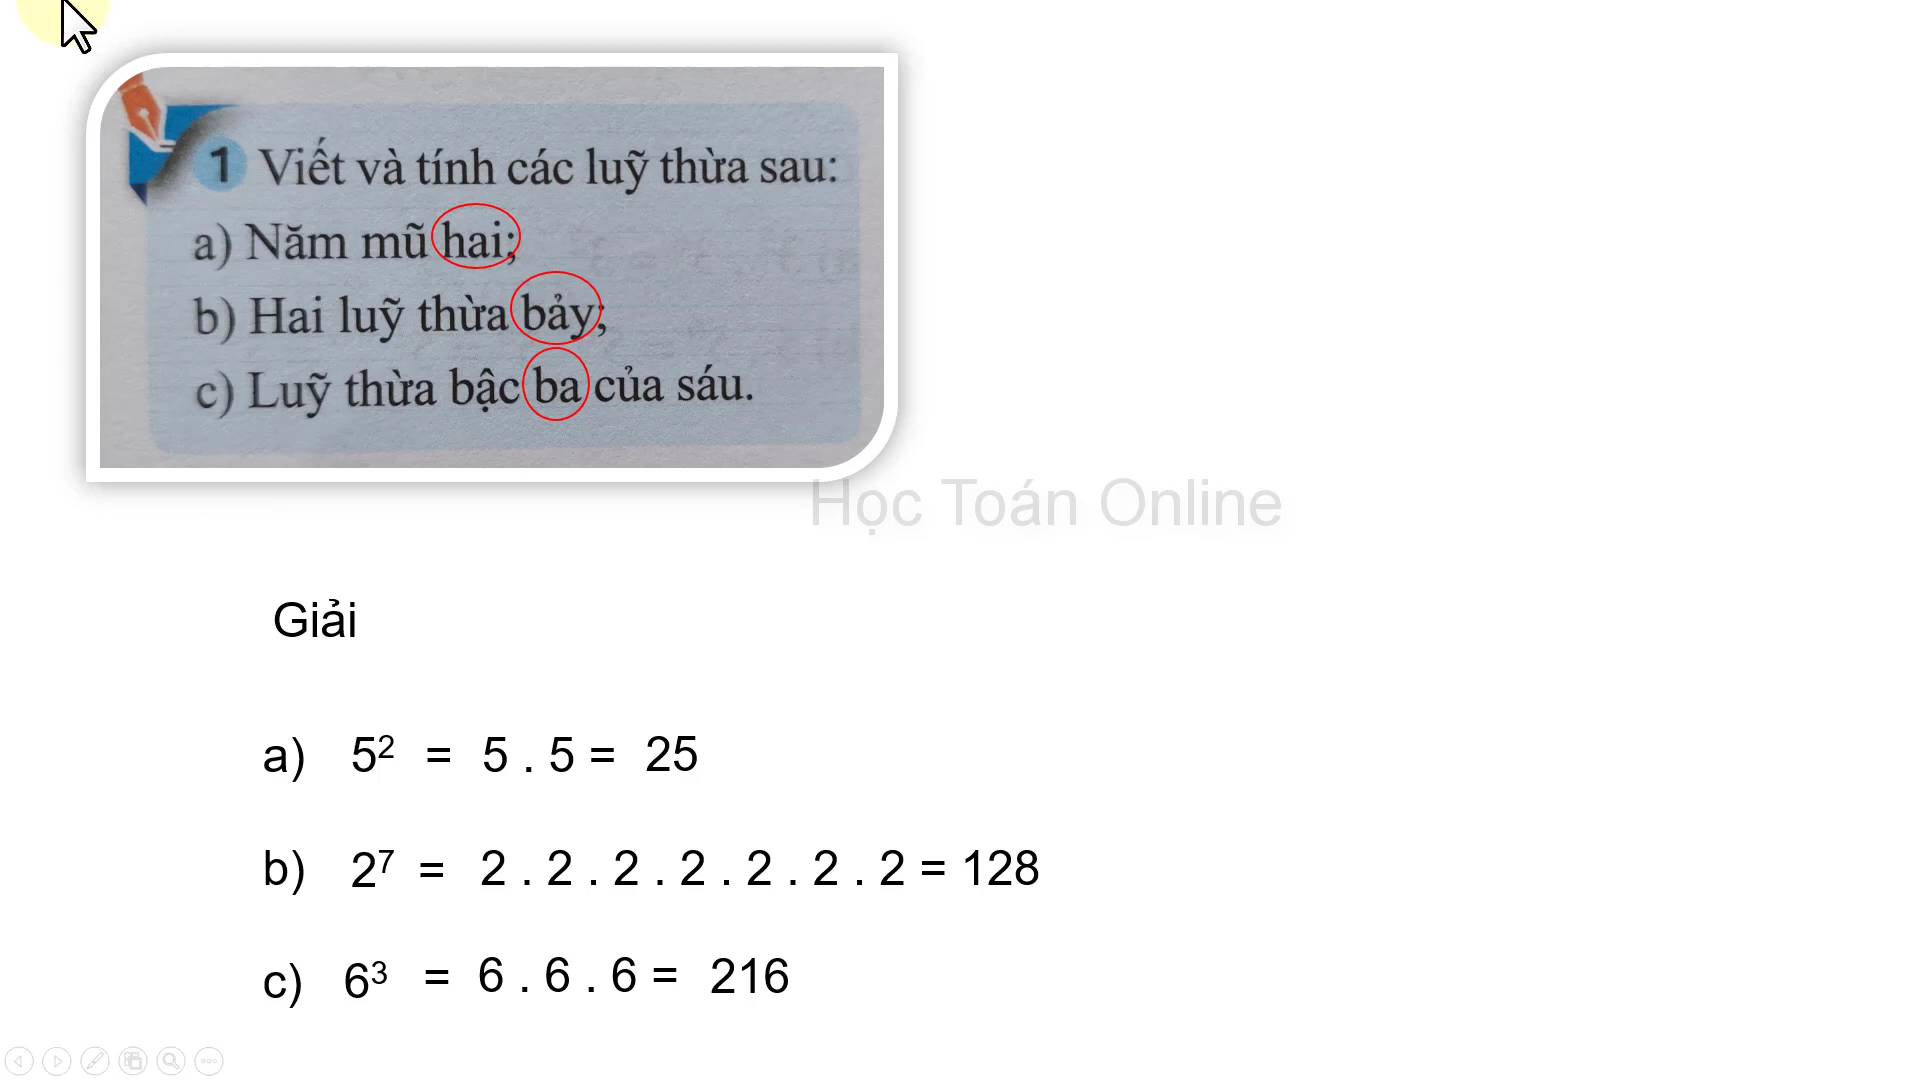 1 Viết và tính các luỹ thừa sau:
a) Năm mũ hai;
b) Hai luỹ thừa bảy;
c) Luỹ thừa bậc ba của sáu.
Học Toán Online
Giải
a) 5² = 5 . 5 = 25
b) 2⁷ = 2 . 2 . 2 . 2 . 2 . 2 . 2 = 128
c) 6³ = 6 . 6 . 6 = 216